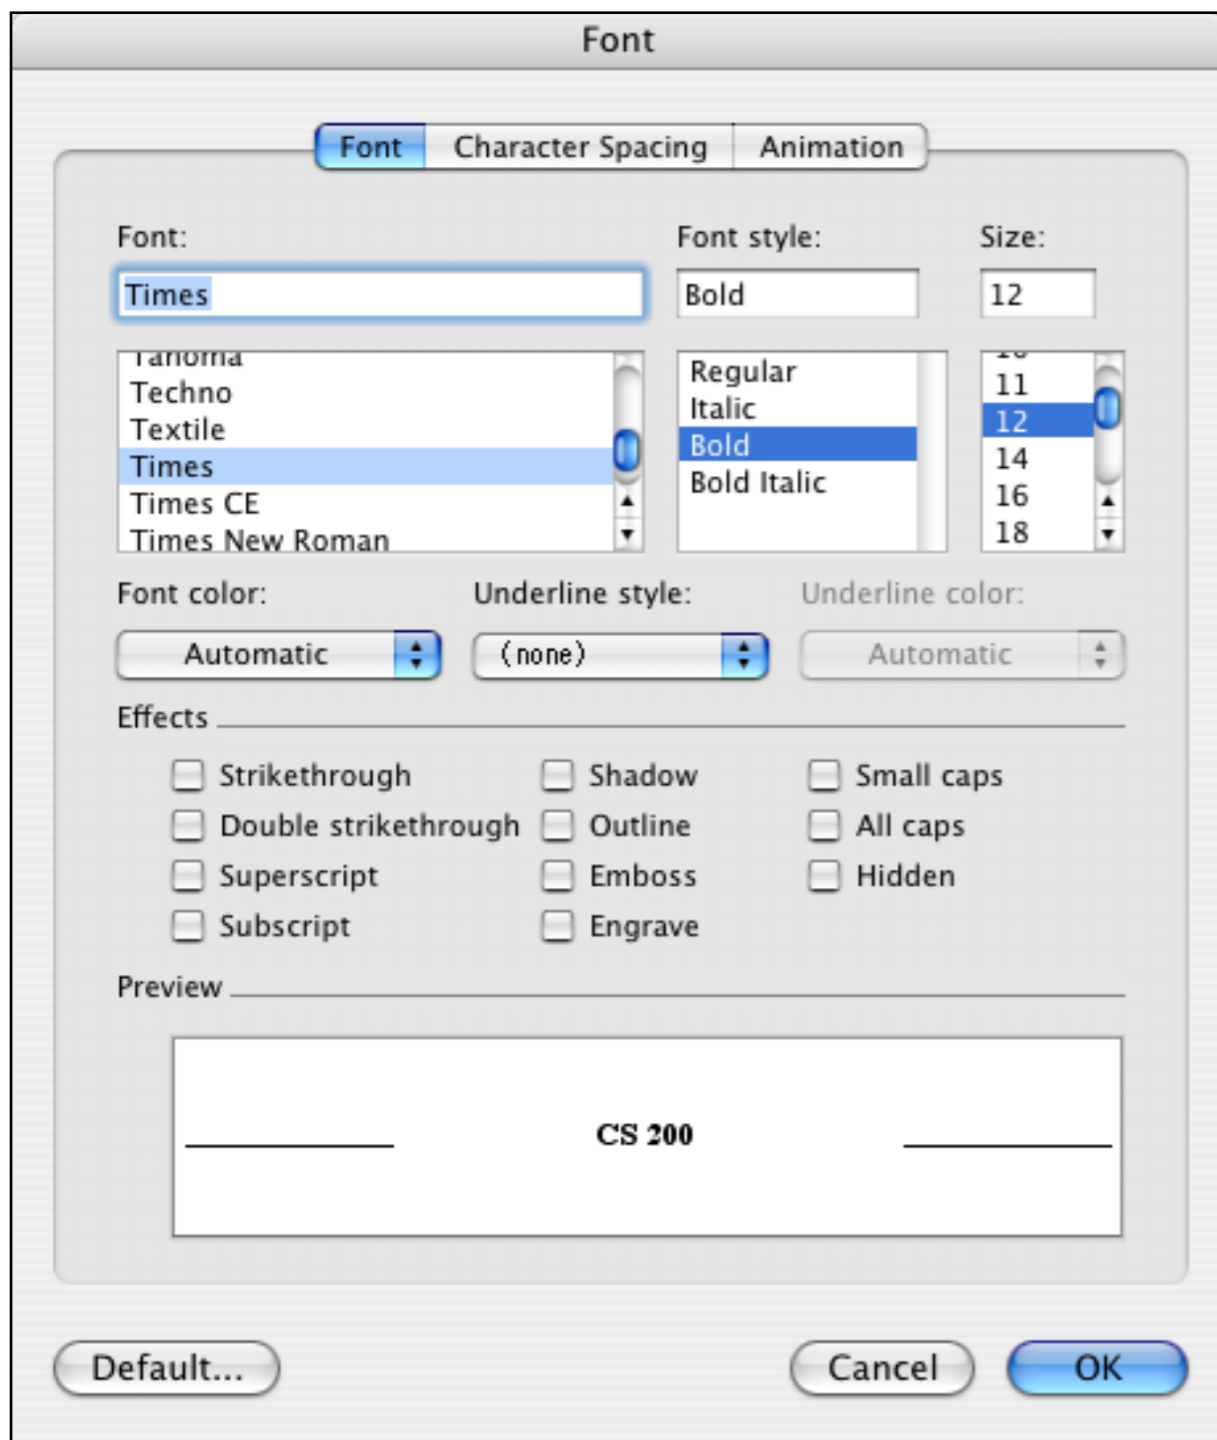 Font
Font Character Spacing Animation
Font: Font style: Size:
Times Bold 12
Tahoma Regular
Techno Italic 11
Textile Bold 12
Times Bold Italic 14
Times CE 16
Times New Roman 18
Font color: Underline style: Underline color:
Automatic (none) Automatic
Effects
Strikethrough Shadow Small caps
Double strikethrough Outline All caps
Superscript Emboss Hidden
Subscript Engrave
Preview
CS 200
Default... Cancel OK